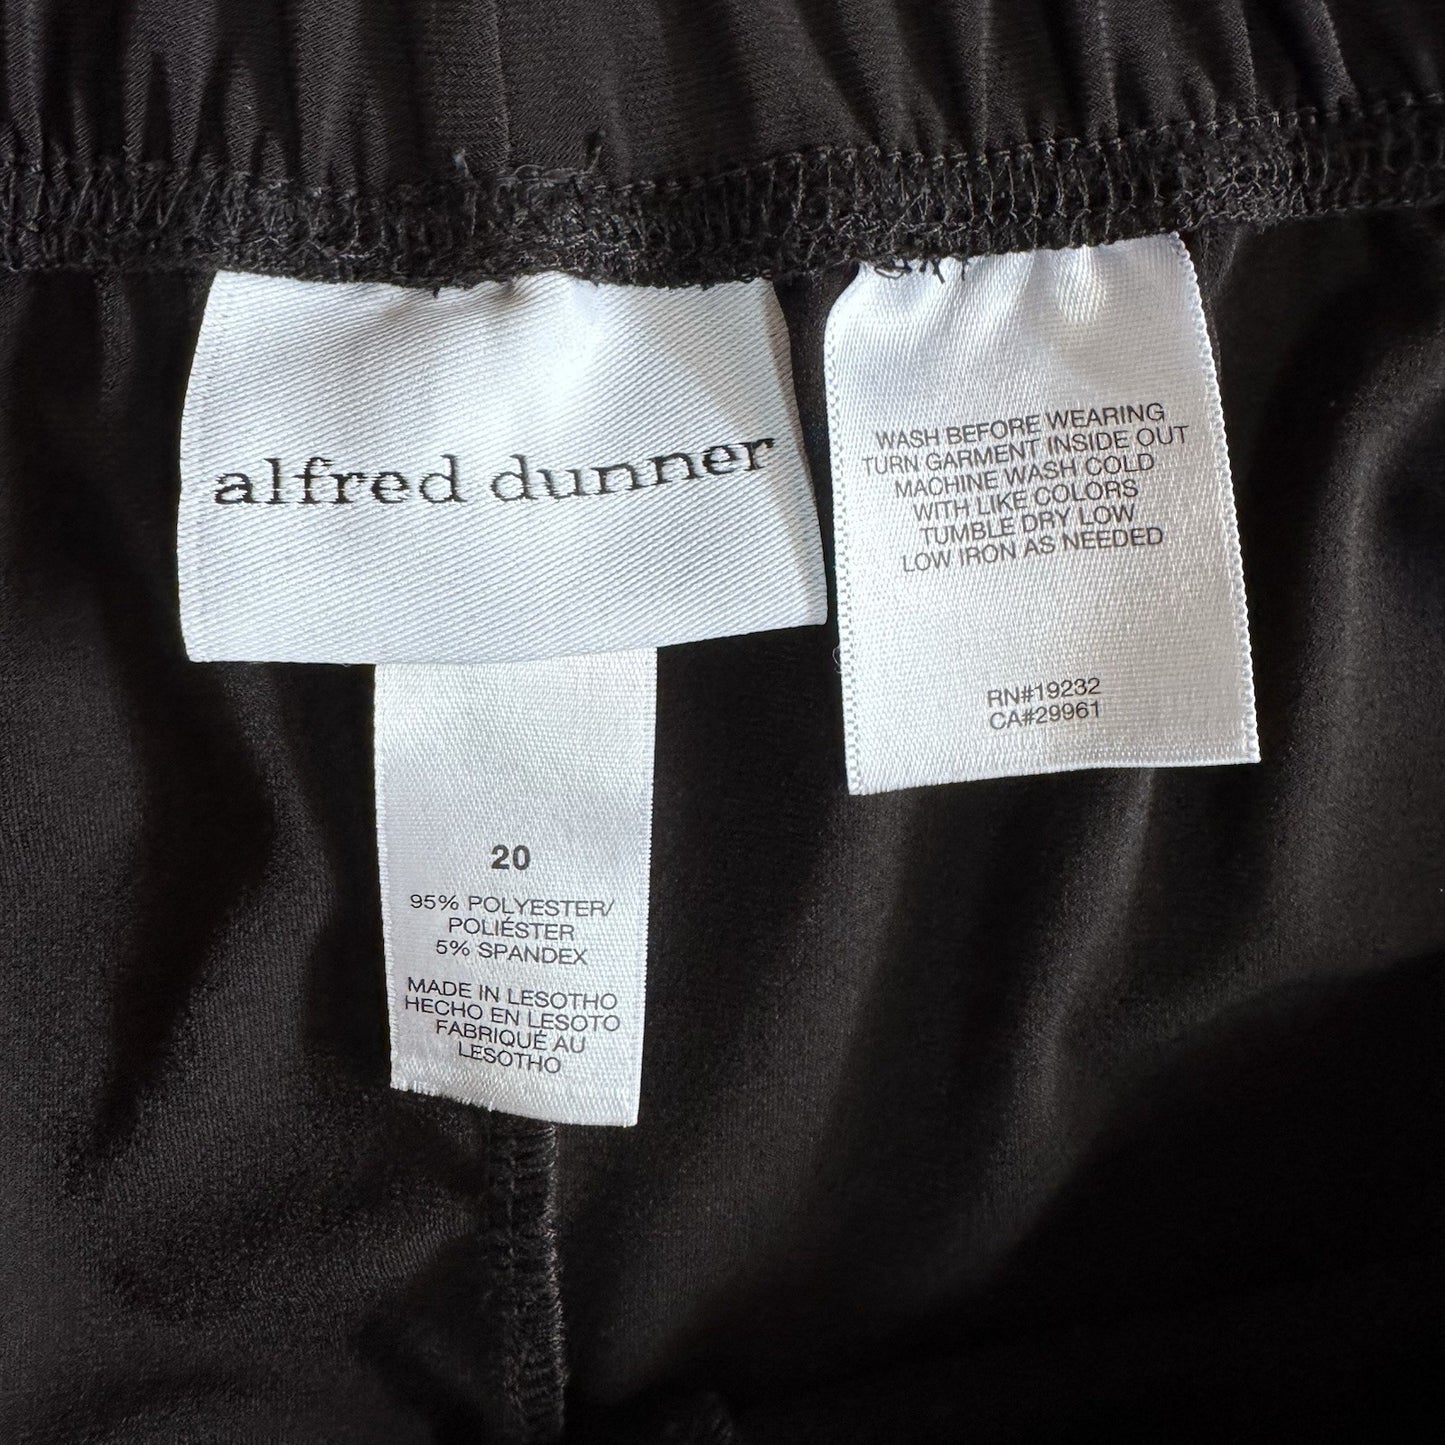 alfred dunner
20
95% POLYESTER/
POLIÉSTER
5% SPANDEX
MADE IN LESOTHO
HECHO EN LESOTO
FABRIQUÉ AU
LESOTHO
WASH BEFORE WEARING
TURN GARMENT INSIDE OUT
MACHINE WASH COLD
WITH LIKE COLORS
TUMBLE DRY LOW
LOW IRON AS NEEDED
RN#19232
CA#29961